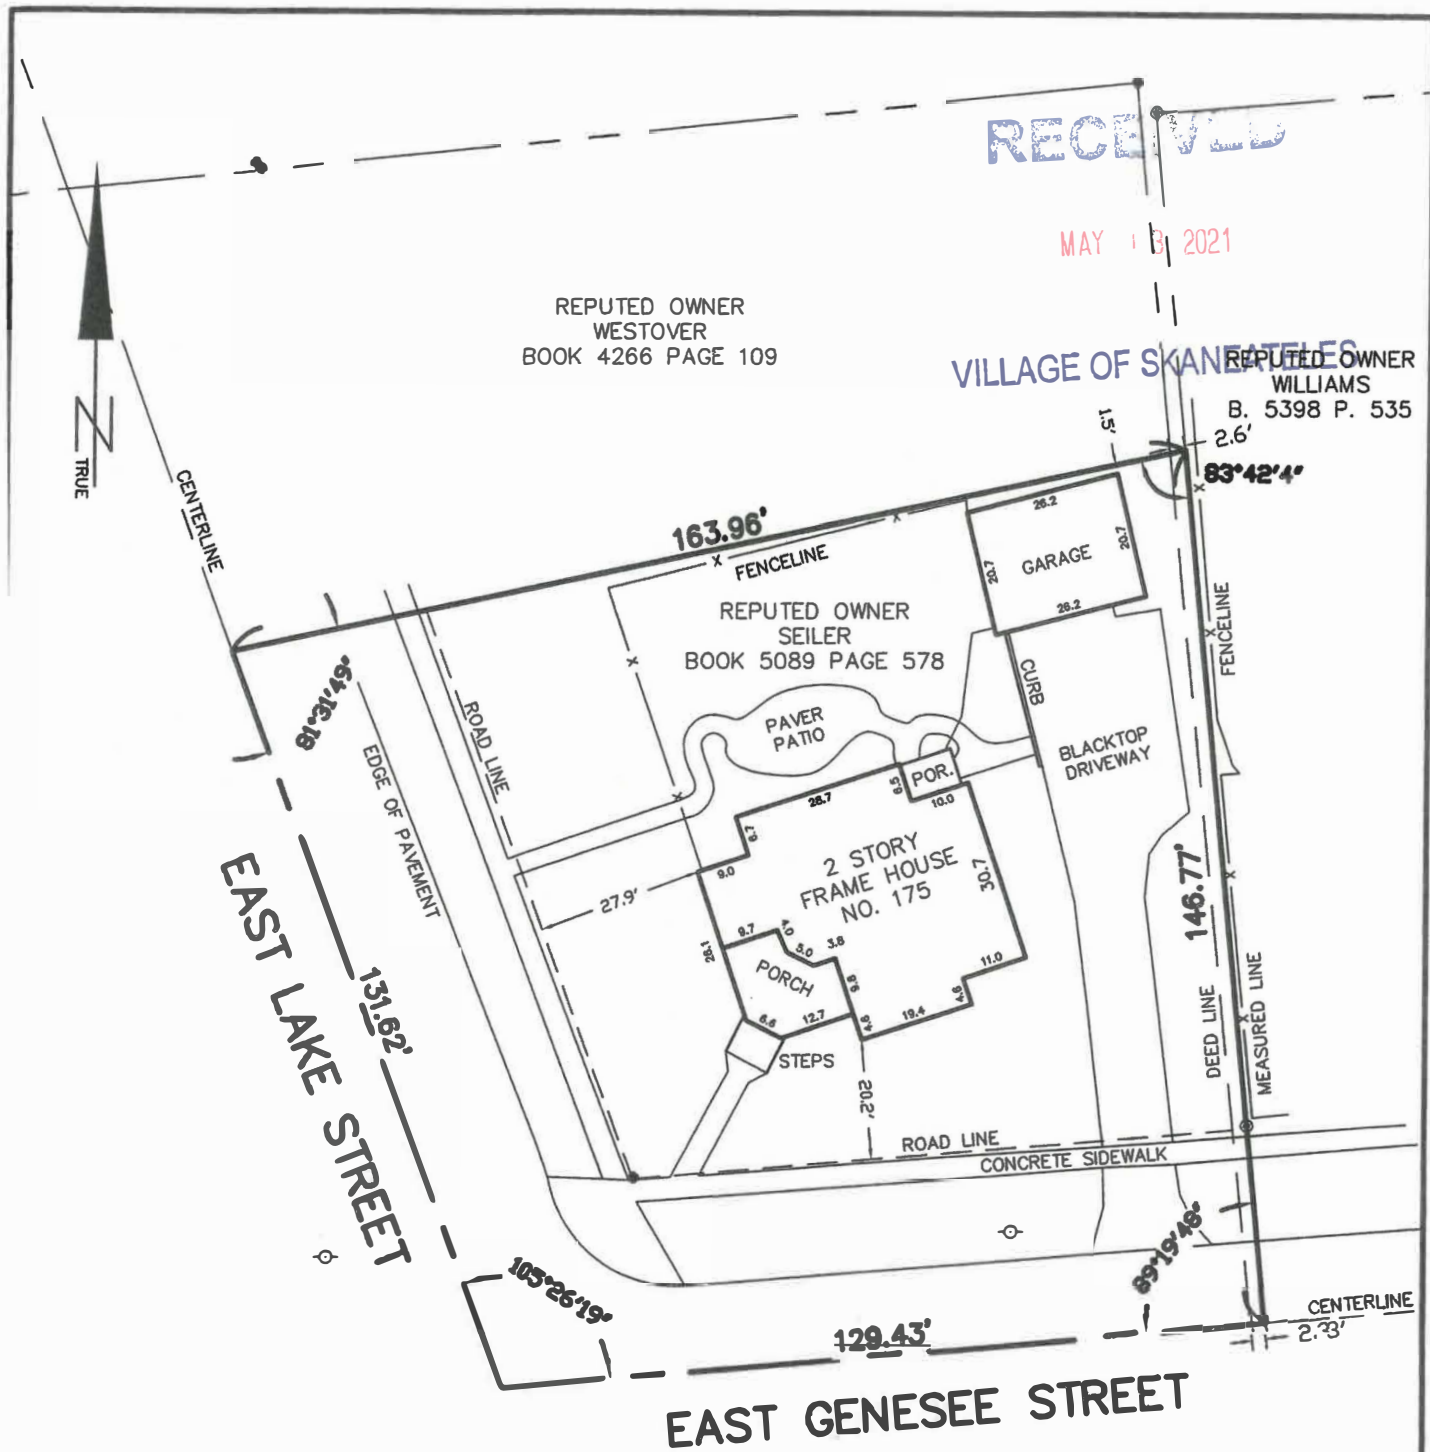 RECEIVED
MAY 13 2021
VILLAGE OF SKANEATELES
REPUTED OWNER
WESTOVER
BOOK 4266 PAGE 109
REPUTED OWNER
WILLIAMS
B. 5398 P. 535
N
TRUE
CENTERLINE
1.5'
2.6'
83°42'4"
163.96'
FENCELINE
26.2
20.7
GARAGE
20.7
26.2
REPUTED OWNER
SEILER
BOOK 5089 PAGE 578
FENCELINE
81°31'49"
ROAD LINE
EDGE OF PAVEMENT
CURB
PAVER
PATIO
BLACKTOP
DRIVEWAY
POR.
6.5
10.0
28.7
6.7
9.0
2 STORY
FRAME HOUSE
NO. 175
30.7
27.9'
146.77'
9.7
4.0
5.0
3.8
26.1
PORCH
9.8
11.0
4.6
19.4
4.6
6.6
12.7
STEPS
20.2'
EAST LAKE STREET
131.62'
DEED LINE
MEASURED LINE
ROAD LINE
CONCRETE SIDEWALK
105°26'19"
89°19'48"
129.43'
CENTERLINE
2.33'
EAST GENESEE STREET